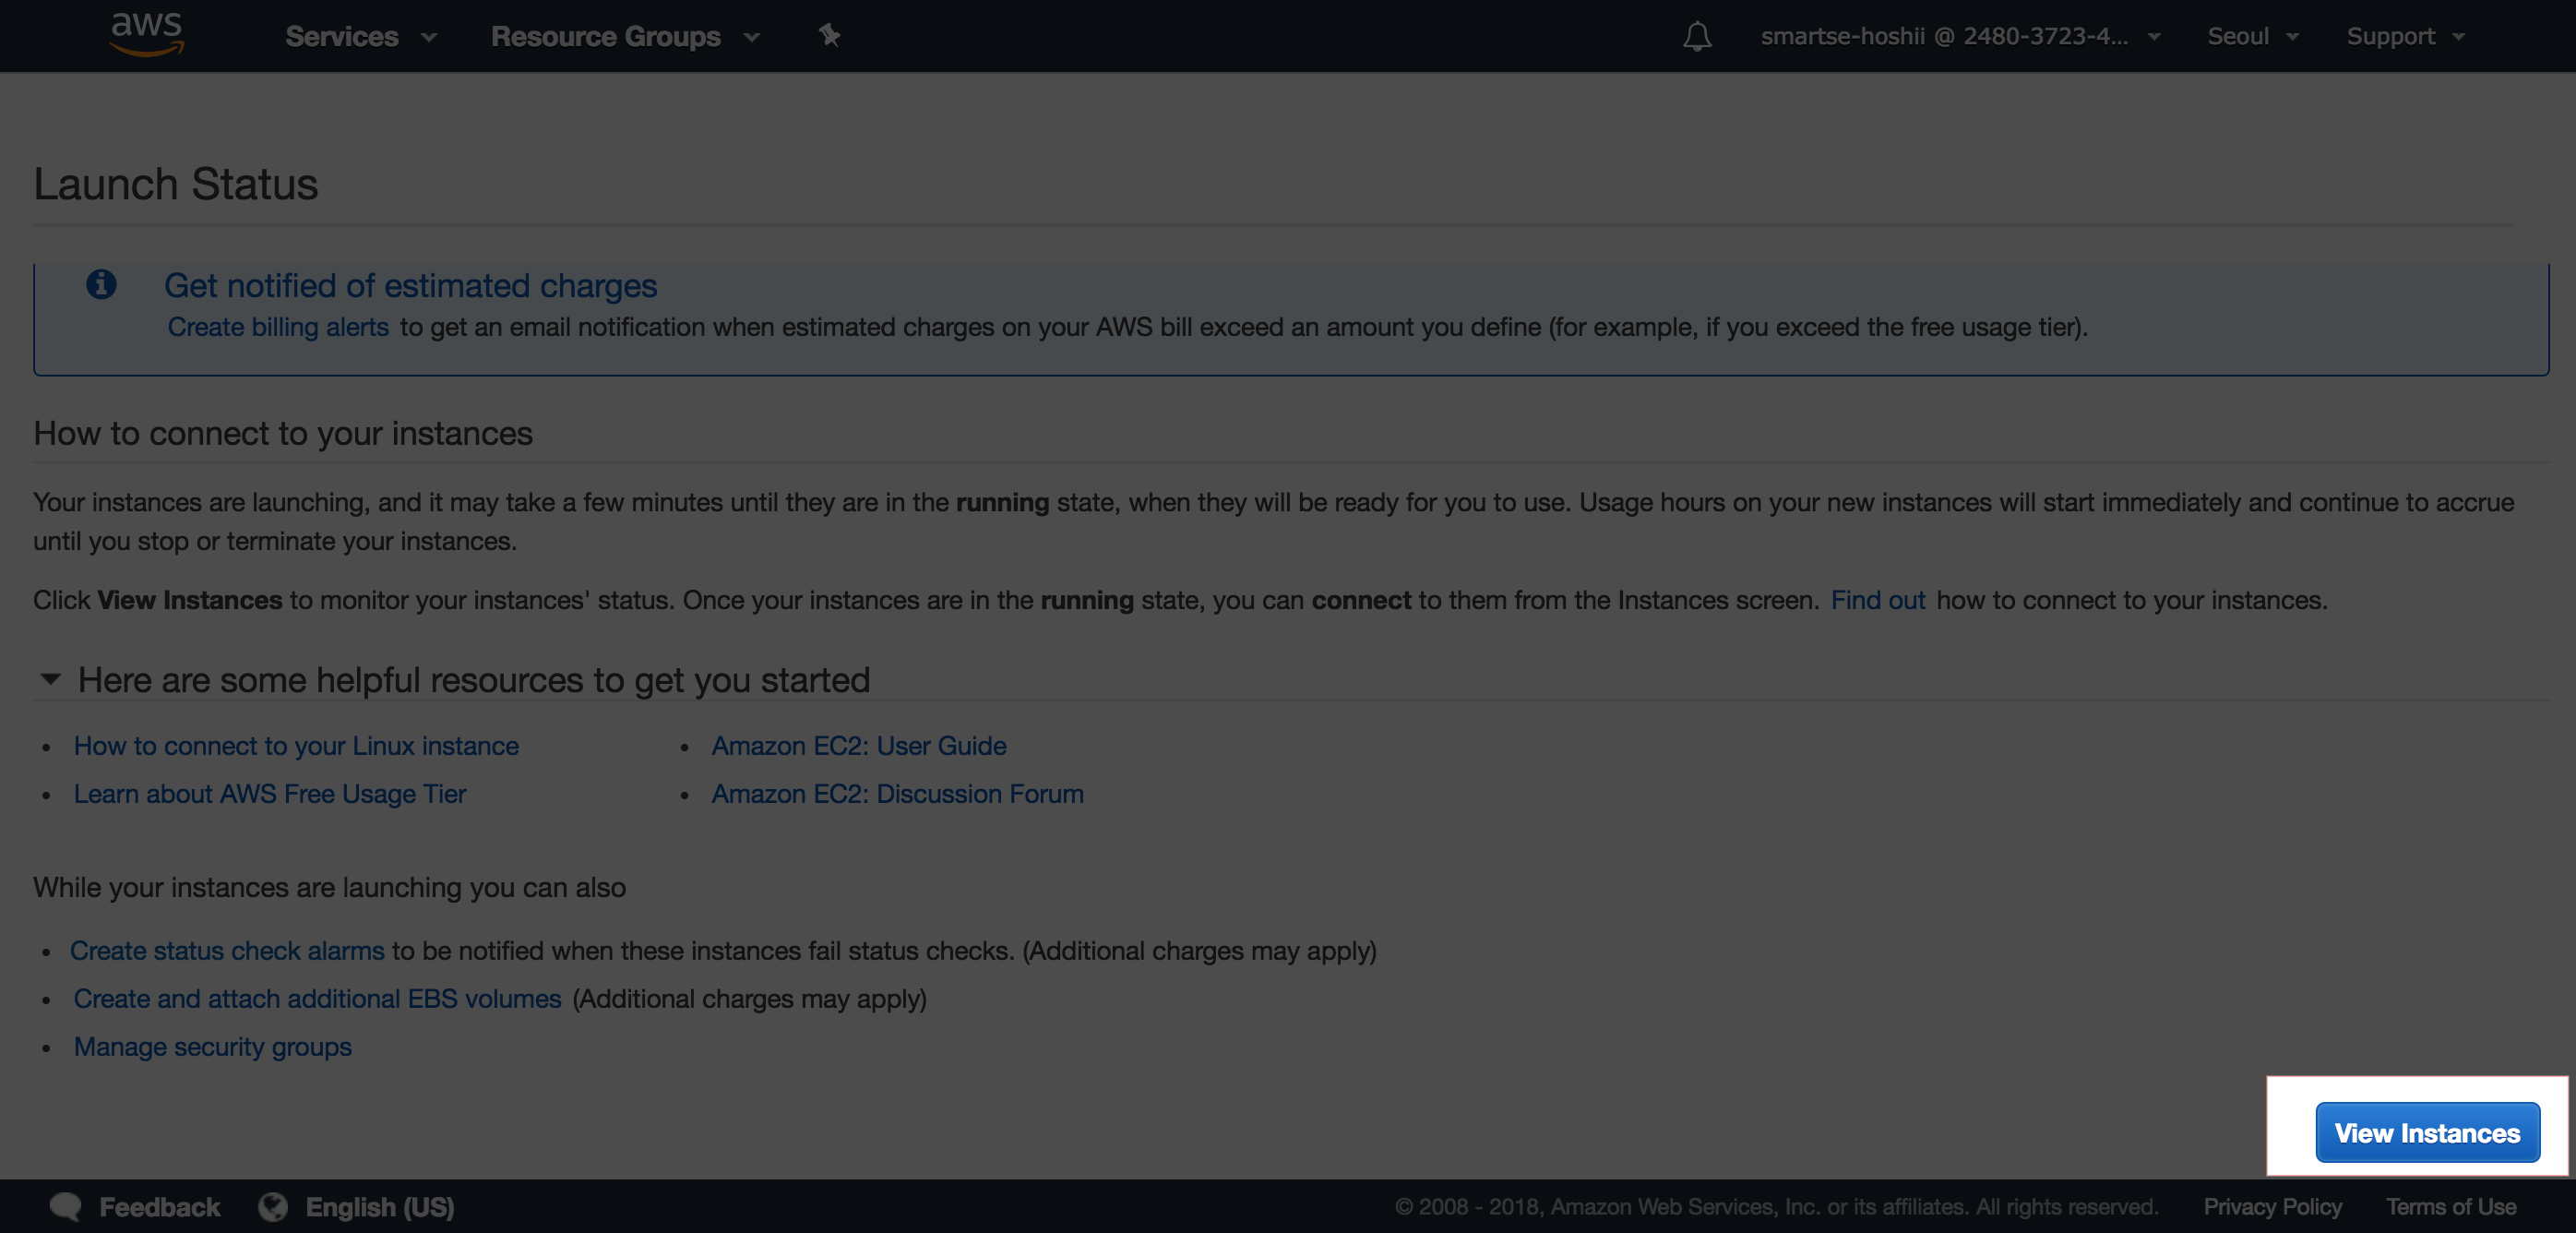 aws Services Resource Groups smartse-hoshii @ 2480-3723-4... Seoul Support
Launch Status
Get notified of estimated charges
Create billing alerts to get an email notification when estimated charges on your AWS bill exceed an amount you define (for example, if you exceed the free usage tier).
How to connect to your instances
Your instances are launching, and it may take a few minutes until they are in the running state, when they will be ready for you to use. Usage hours on your new instances will start immediately and continue to accrue
until you stop or terminate your instances.
Click View Instances to monitor your instances' status. Once your instances are in the running state, you can connect to them from the Instances screen. Find out how to connect to your instances.
Here are some helpful resources to get you started
• How to connect to your Linux instance
• Amazon EC2: User Guide
• Learn about AWS Free Usage Tier
• Amazon EC2: Discussion Forum
While your instances are launching you can also
• Create status check alarms to be notified when these instances fail status checks. (Additional charges may apply)
• Create and attach additional EBS volumes (Additional charges may apply)
• Manage security groups
View Instances
Feedback English (US) © 2008 - 2018, Amazon Web Services, Inc. or its affiliates. All rights reserved. Privacy Policy Terms of Use